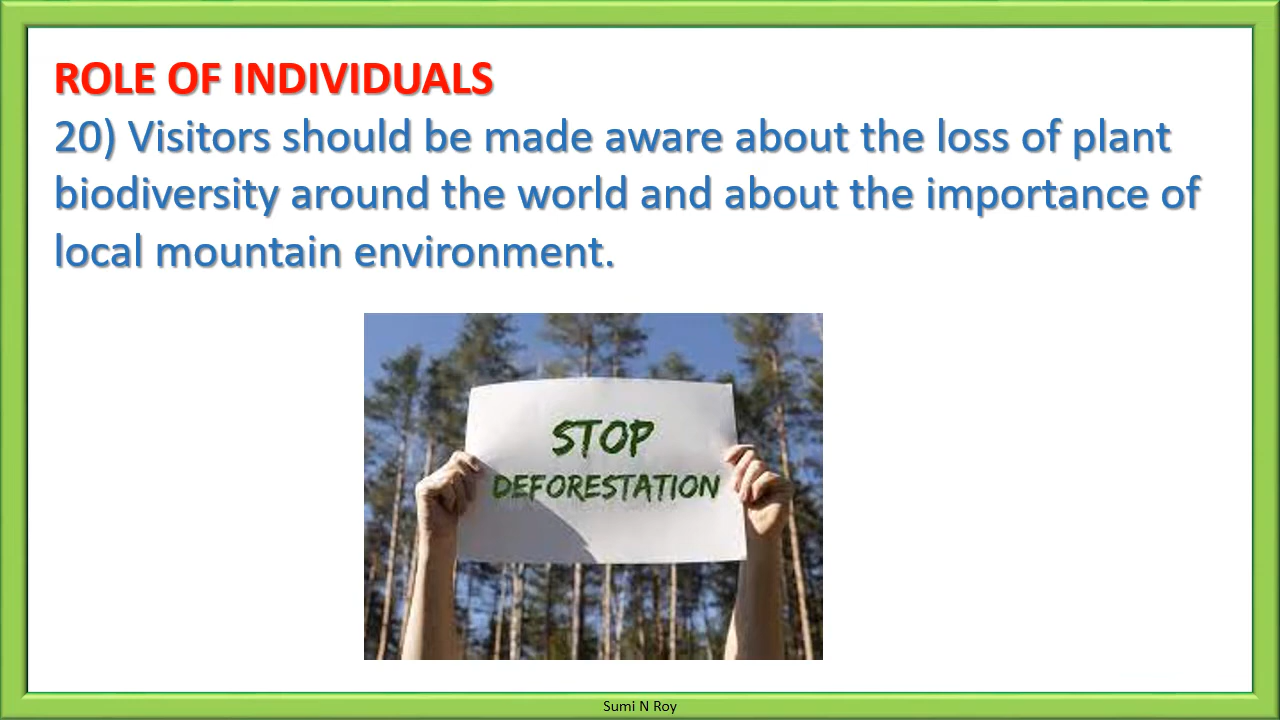 ROLE OF INDIVIDUALS
20) Visitors should be made aware about the loss of plant
biodiversity around the world and about the importance of
local mountain environment.
STOP
DEFORESTATION
Sumi N Roy